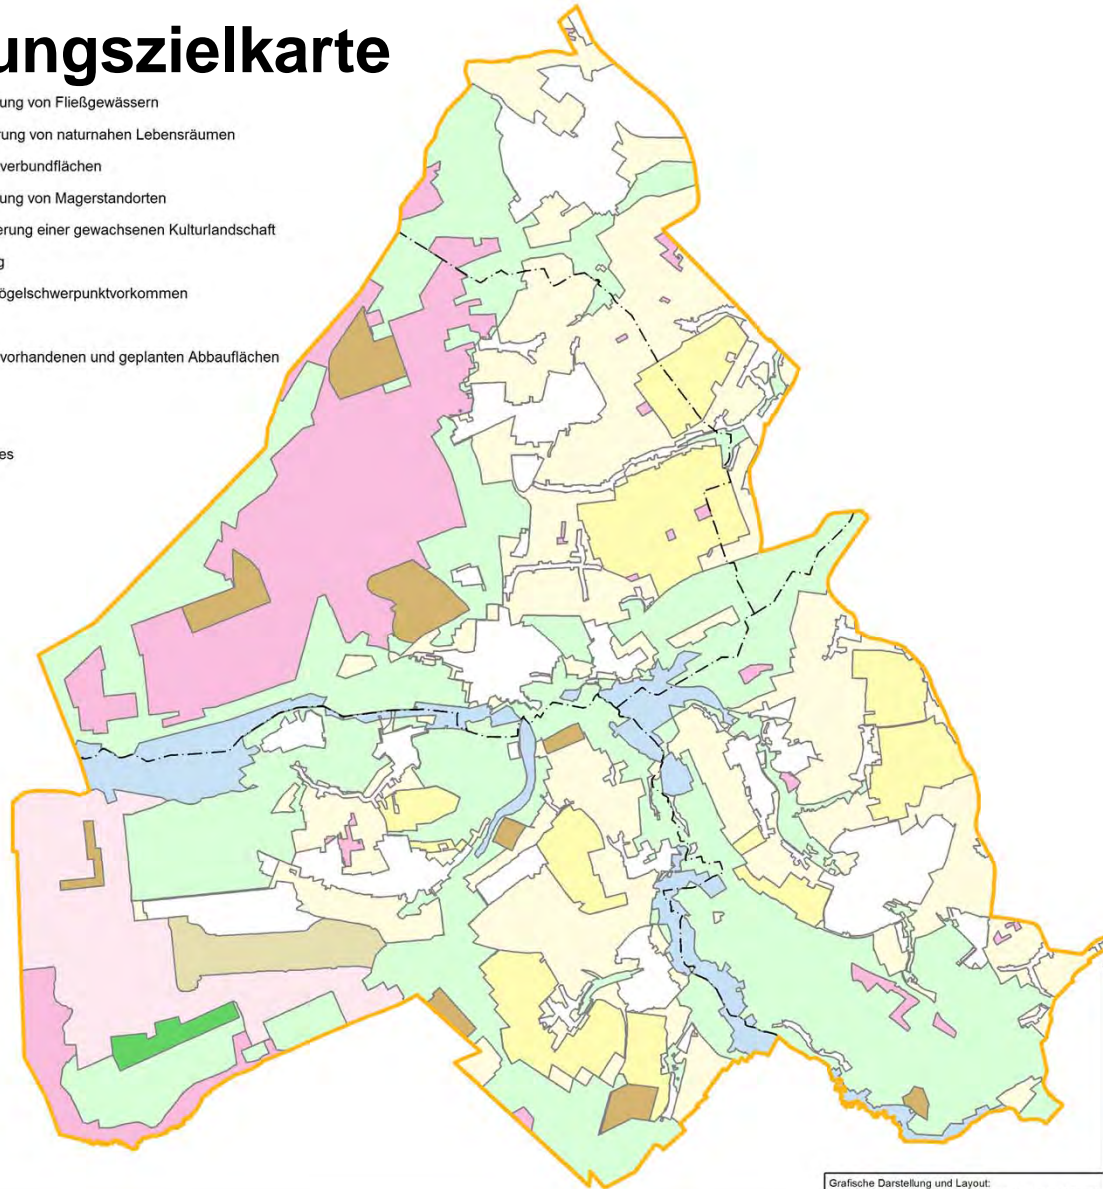 ungszielkarte
ung von Fließgewässern
rung von naturnahen Lebensräumen
verbundflächen
ung von Magerstandorten
erung einer gewachsenen Kulturlandschaft
g
ögelschwerpunktvorkommen
vorhandenen und geplanten Abbauflächen
es
Grafische Darstellung und Layout: